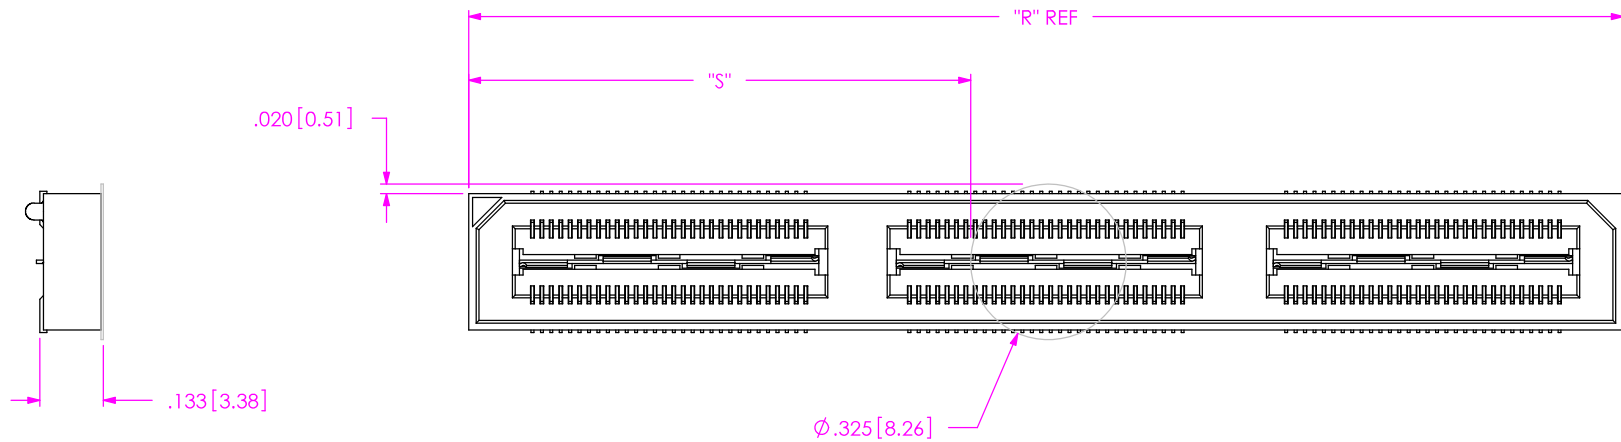 "R" REF
"S"
.020[0.51]
.133[3.38]
Ø.325[8.26]